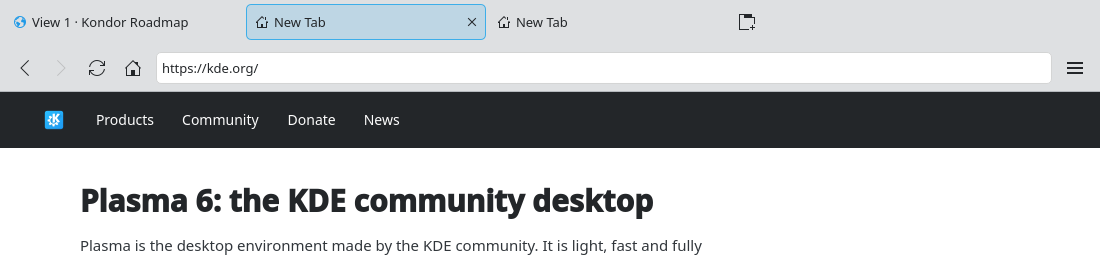 View 1 · Kondor Roadmap
New Tab
New Tab
https://kde.org/
Products Community Donate News
Plasma 6: the KDE community desktop
Plasma is the desktop environment made by the KDE community. It is light, fast and fully